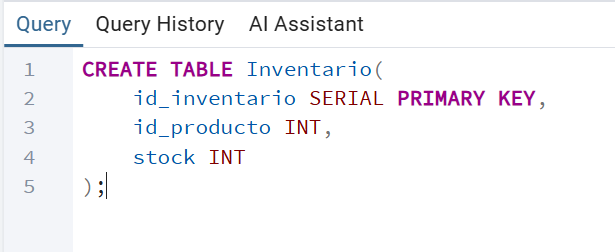 Query Query History AI Assistant
1 CREATE TABLE Inventario(
2 id_inventario SERIAL PRIMARY KEY,
3 id_producto INT,
4 stock INT
5 );